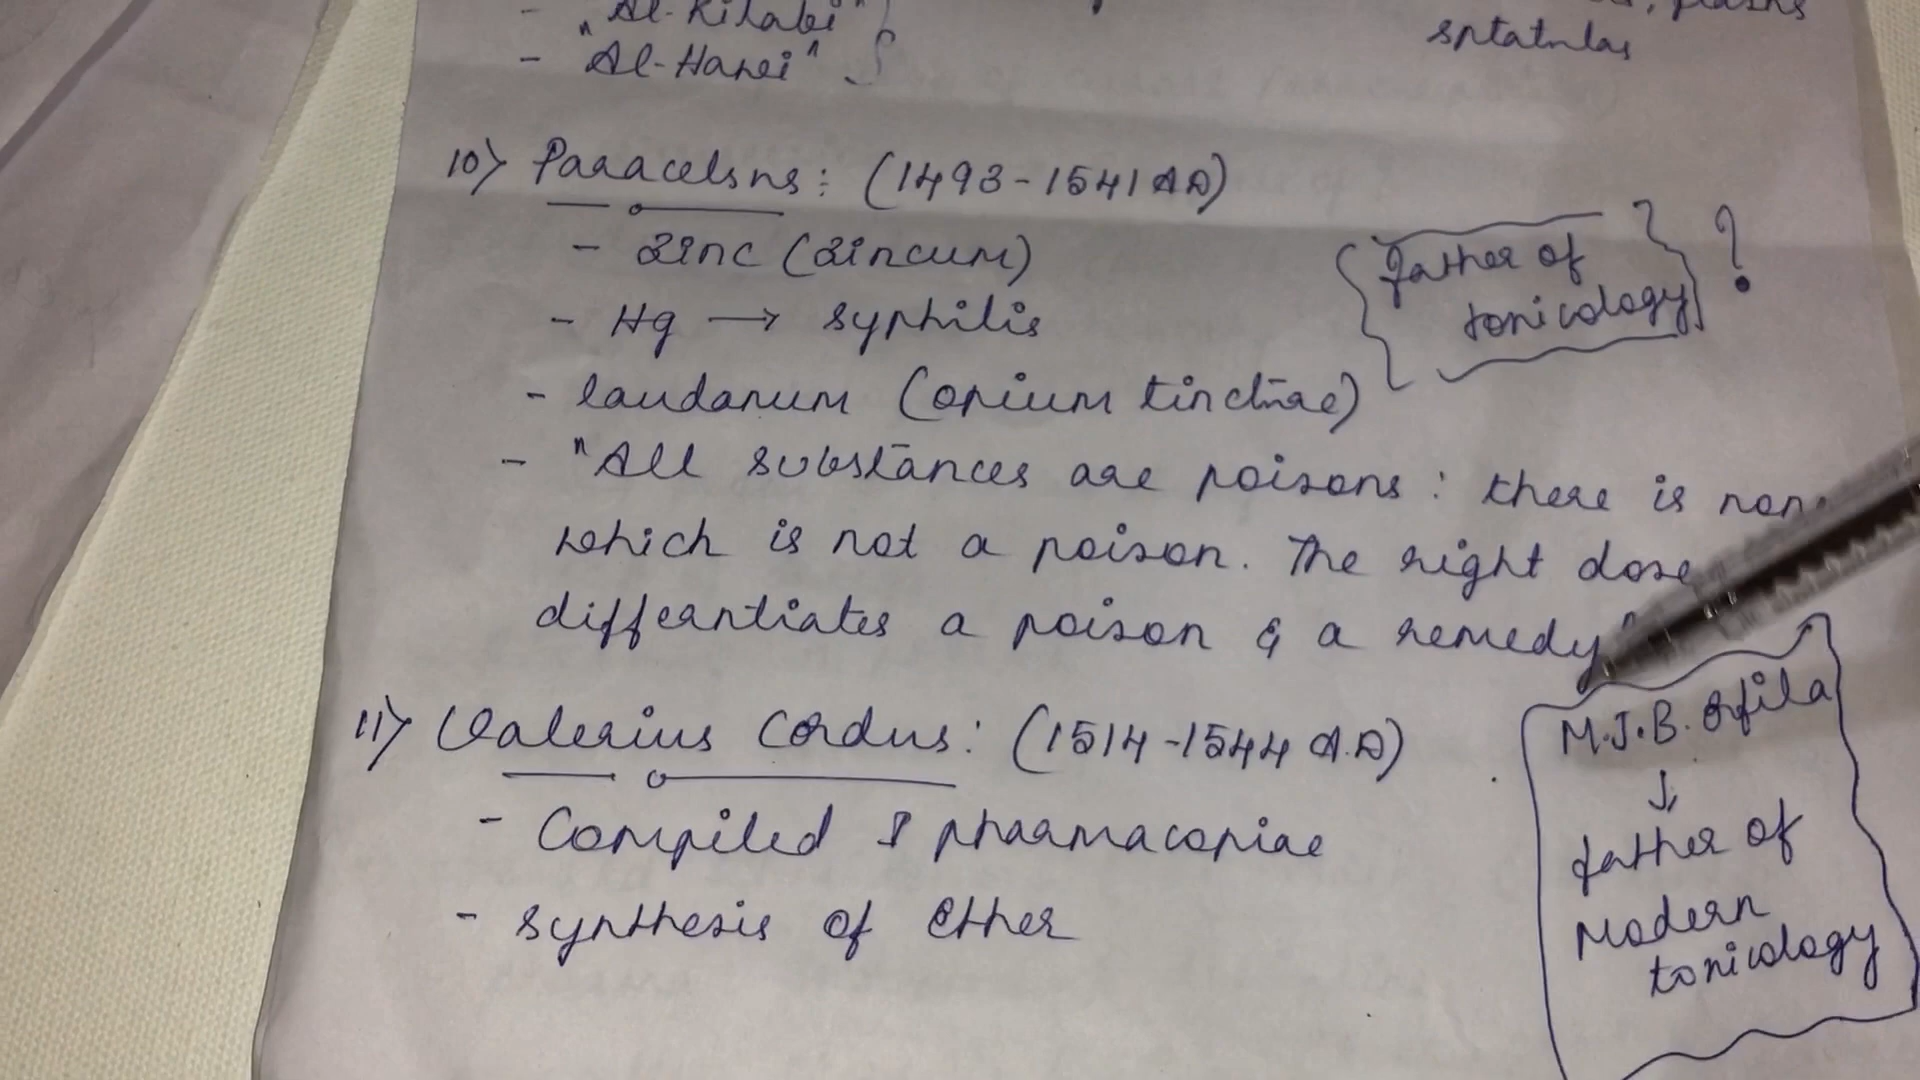 - "Al-Kitabi"
- "Al-Hawi"
spatulas
10) Paracelsus: (1493-1541 AD)
- Zinc (Zincum)
- Hg → syphilis
father of
toxicology ?
- laudanum (opium tincture)
- "All substances are poisons: there is none
which is not a poison. The right dose
differntiates a poison & a remedy"
11) Valerius Cordus: (1514-1544 A.D)
- Compiled I pharmacopiae
- synthesis of Ether
M.J.B. Orfila
↓
father of
Modern
toxicology